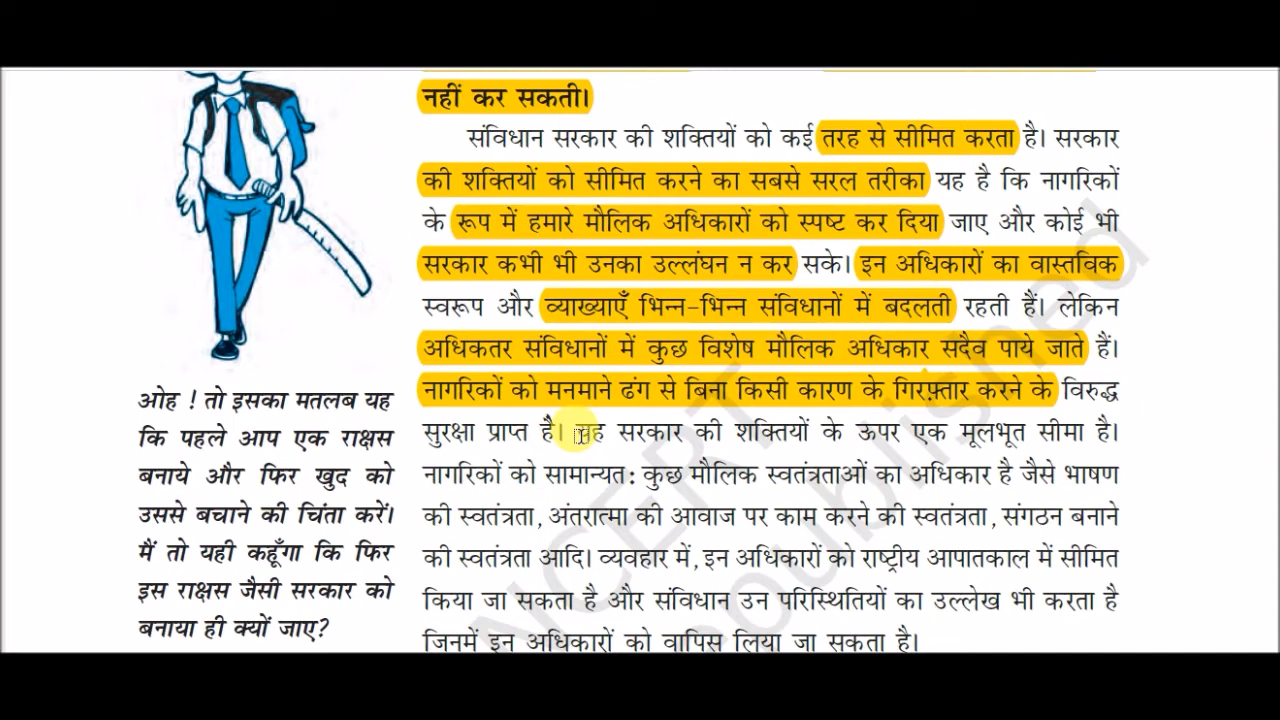 नहीं कर सकती।
संविधान सरकार की शक्तियों को कई तरह से सीमित करता है। सरकार
की शक्तियों को सीमित करने का सबसे सरल तरीका यह है कि नागरिकों
के रूप में हमारे मौलिक अधिकारों को स्पष्ट कर दिया जाए और कोई भी
सरकार कभी भी उनका उल्लंघन न कर सके। इन अधिकारों का वास्तविक
स्वरूप और व्याख्याएँ भिन्न-भिन्न संविधानों में बदलती रहती हैं। लेकिन
अधिकतर संविधानों में कुछ विशेष मौलिक अधिकार सदैव पाये जाते हैं।
नागरिकों को मनमाने ढंग से बिना किसी कारण के गिरफ़्तार करने के विरुद्ध
सुरक्षा प्राप्त है। यह सरकार की शक्तियों के ऊपर एक मूलभूत सीमा है।
नागरिकों को सामान्यत: कुछ मौलिक स्वतंत्रताओं का अधिकार है जैसे भाषण
की स्वतंत्रता, अंतरात्मा की आवाज पर काम करने की स्वतंत्रता, संगठन बनाने
की स्वतंत्रता आदि। व्यवहार में, इन अधिकारों को राष्ट्रीय आपातकाल में सीमित
किया जा सकता है और संविधान उन परिस्थितियों का उल्लेख भी करता है
जिनमें इन अधिकारों को वापिस लिया जा सकता है।
ओह ! तो इसका मतलब यह
कि पहले आप एक राक्षस
बनाये और फिर खुद को
उससे बचाने की चिंता करें।
मैं तो यही कहूँगा कि फिर
इस राक्षस जैसी सरकार को
बनाया ही क्यों जाए?
NCERT
republished